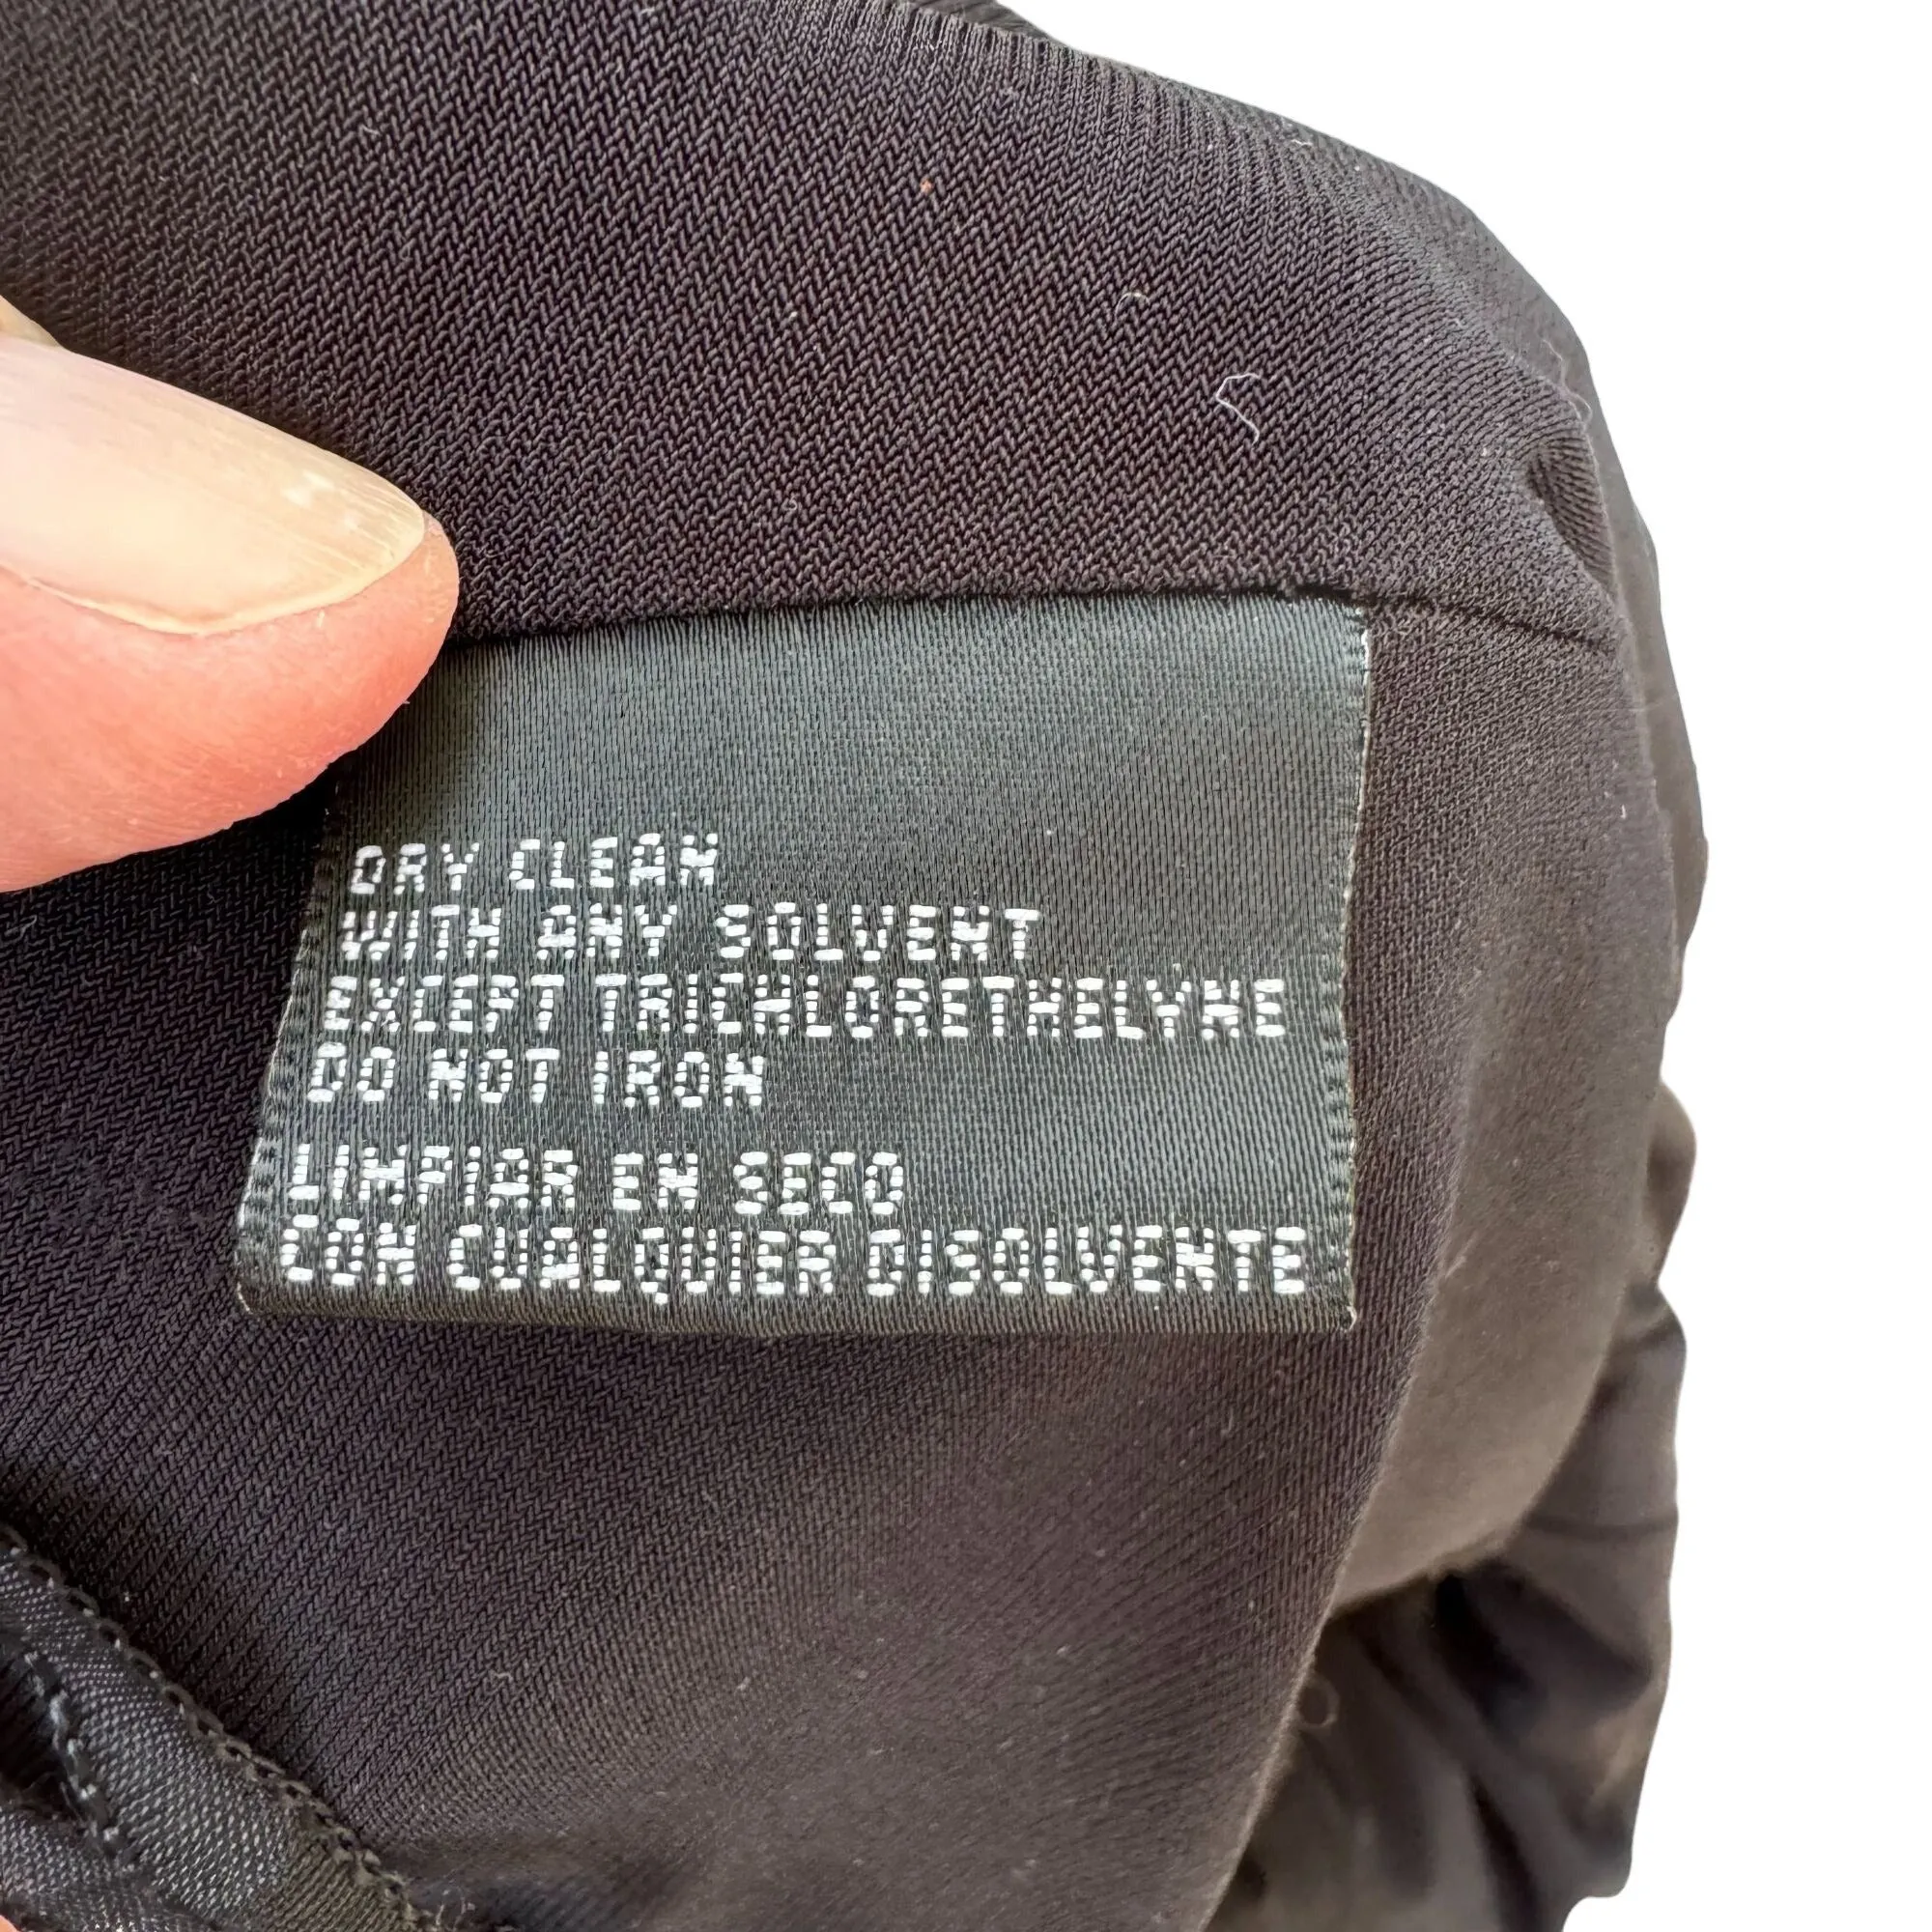 DRY CLEAN
WITH ANY SOLVENT
EXCEPT TRICHLORETHELYNE
DO NOT IRON
LIMPIAR EN SECO
CON CUALQUIER DISOLVENTE